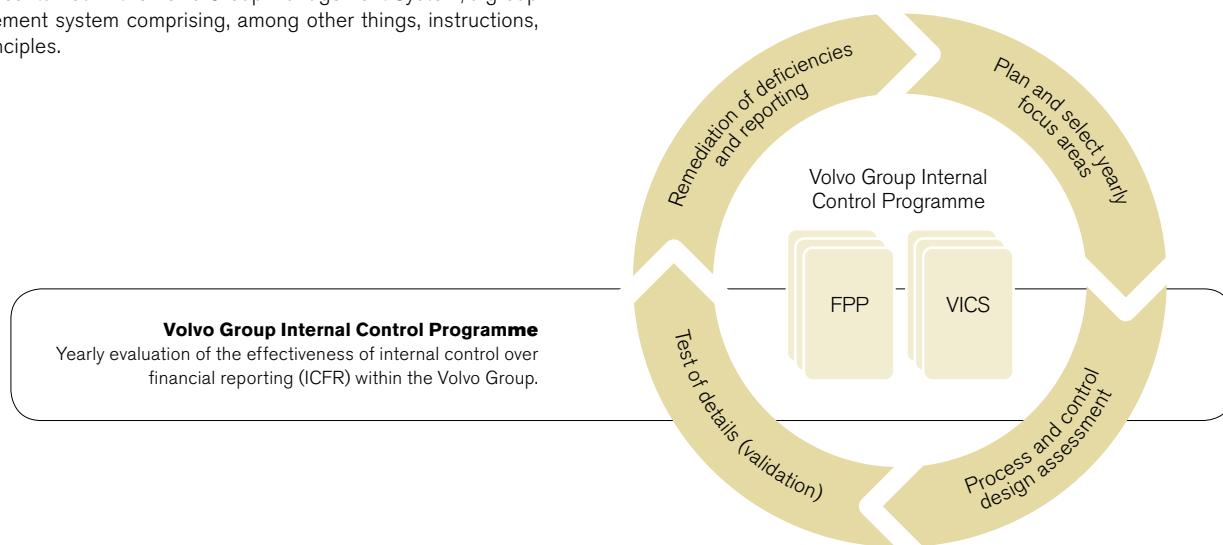 ement system comprising, among other things, instructions,
nciples.
Remediation of deficiencies
and reporting
Plan and select yearly
focus areas
Volvo Group Internal
Control Programme
FPP
VICS
Volvo Group Internal Control Programme
Yearly evaluation of the effectiveness of internal control over
financial reporting (ICFR) within the Volvo Group.
Test of details (validation)
Process and control
design assessment